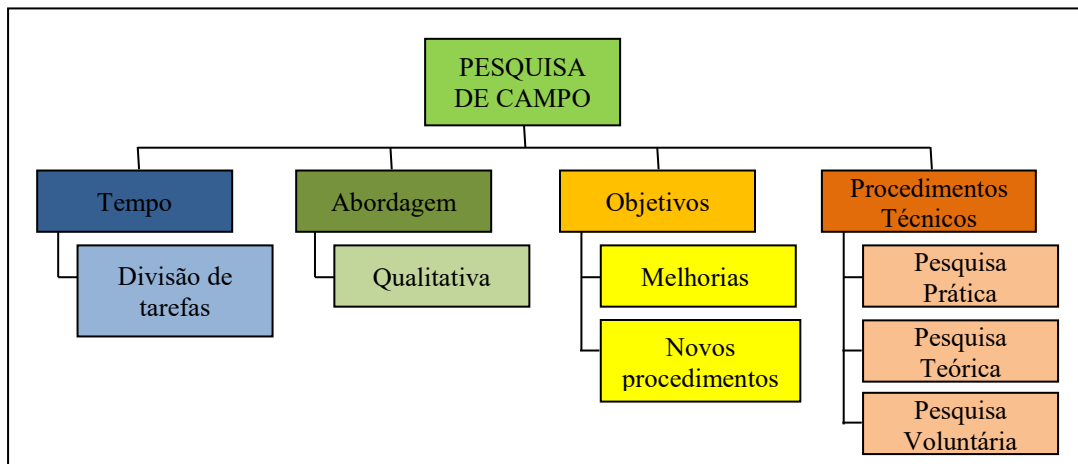 PESQUISA
DE CAMPO
Tempo
Divisão de
tarefas
Abordagem
Qualitativa
Objetivos
Melhorias
Novos
procedimentos
Procedimentos
Técnicos
Pesquisa
Prática
Pesquisa
Teórica
Pesquisa
Voluntária